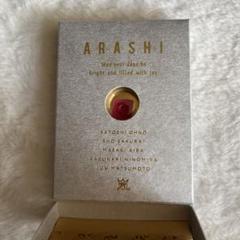 ARASHI
May your days be
bright and filled with joy.
SATOSHI OHNO
SHO SAKURAI
MASAKI AIBA
KAZUNARI NINOMIYA
JUN MATSUMOTO